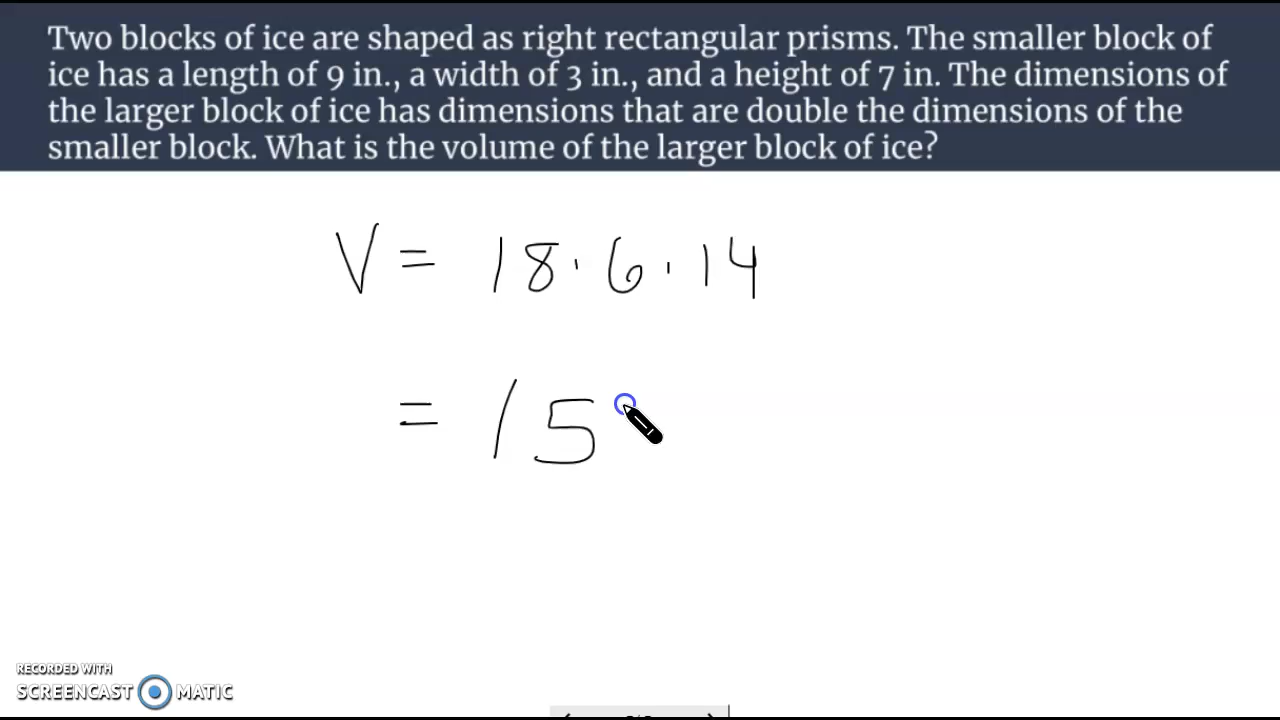 Two blocks of ice are shaped as right rectangular prisms. The smaller block of
ice has a length of 9 in., a width of 3 in., and a height of 7 in. The dimensions of
the larger block of ice has dimensions that are double the dimensions of the
smaller block. What is the volume of the larger block of ice?
V = 18 · 6 · 14
= 15
RECORDED WITH
SCREENCAST MATIC